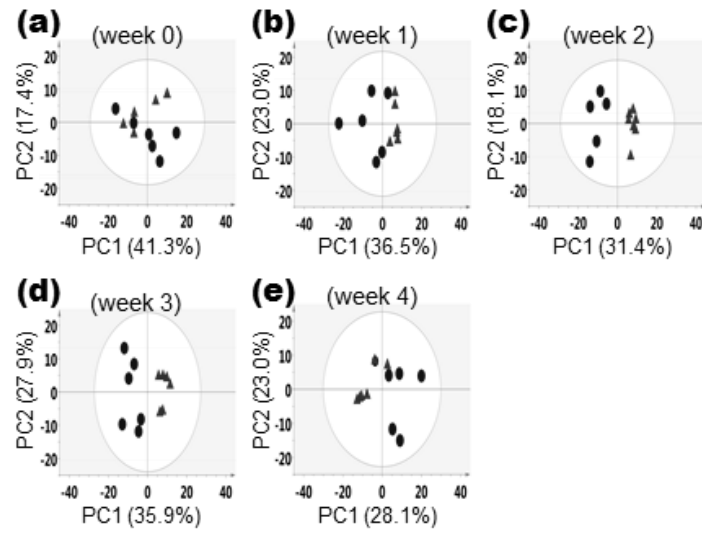 (a) (week 0)
20
10
0
-10
-20
PC2 (17.4%)
-40 -20 0 20 40
PC1 (41.3%)
(b) (week 1)
20
10
0
-10
-20
PC2 (23.0%)
-40 -20 0 20 40
PC1 (36.5%)
(c) (week 2)
20
10
0
-10
-20
PC2 (18.1%)
-40 -20 0 20 40
PC1 (31.4%)
(d) (week 3)
20
10
0
-10
-20
PC2 (27.9%)
-40 -20 0 20 40
PC1 (35.9%)
(e) (week 4)
20
10
0
-10
-20
PC2 (23.0%)
-40 -20 0 20 40
PC1 (28.1%)